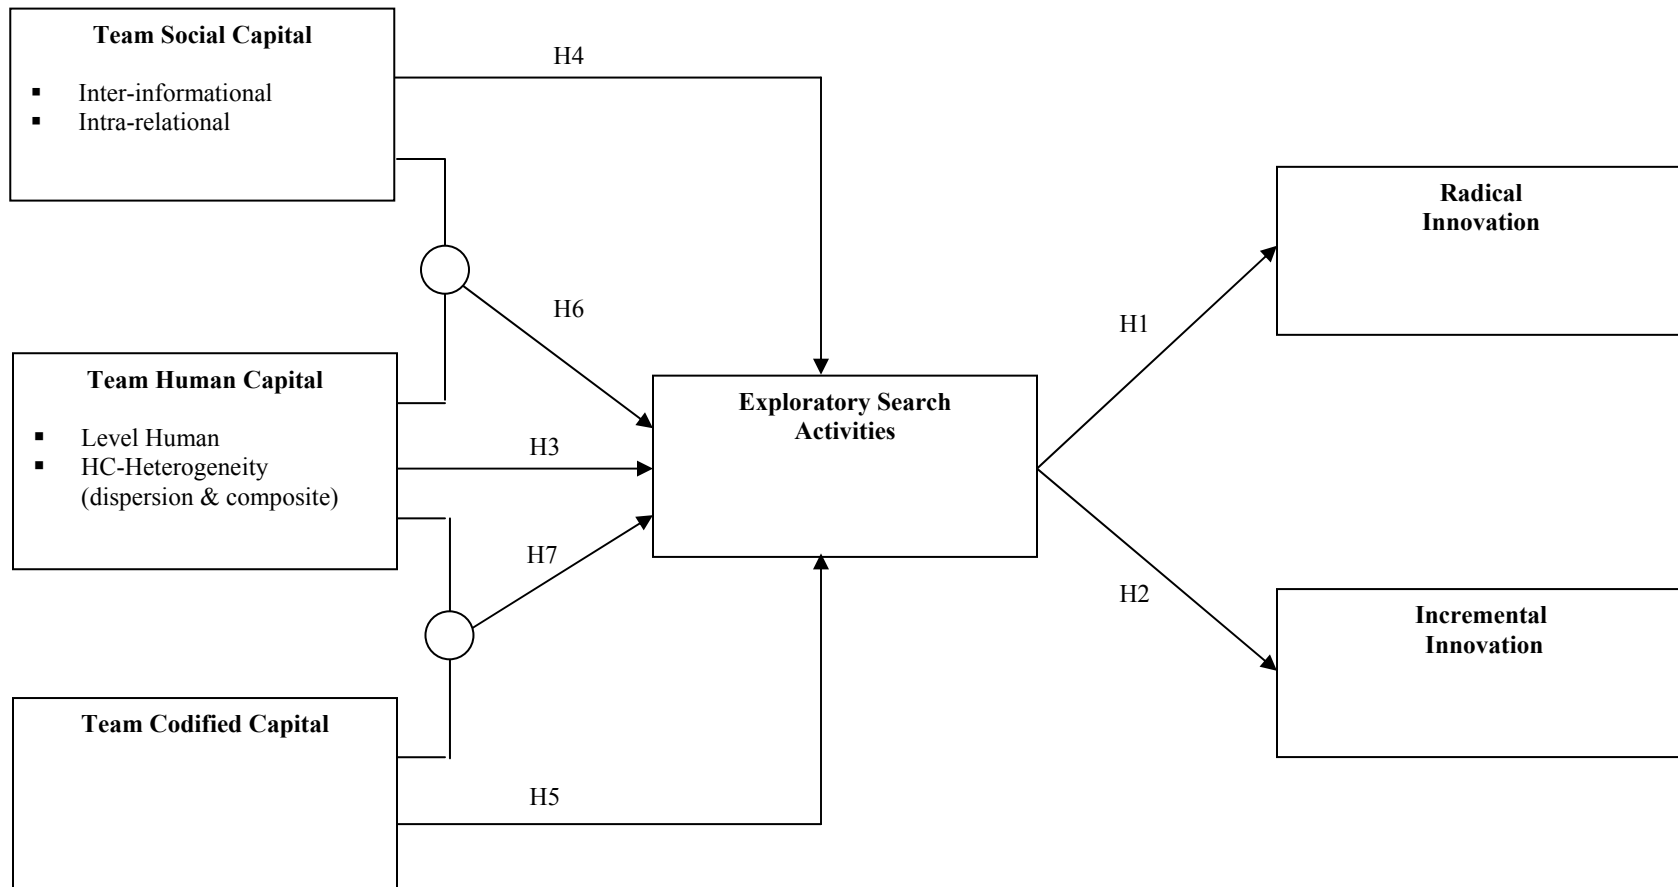 Team Social Capital
▪ Inter-informational
▪ Intra-relational
H4
H6
Team Human Capital
▪ Level Human
▪ HC-Heterogeneity
(dispersion & composite)
H3
H7
Team Codified Capital
H5
Exploratory Search
Activities
H1
H2
Radical
Innovation
Incremental
Innovation